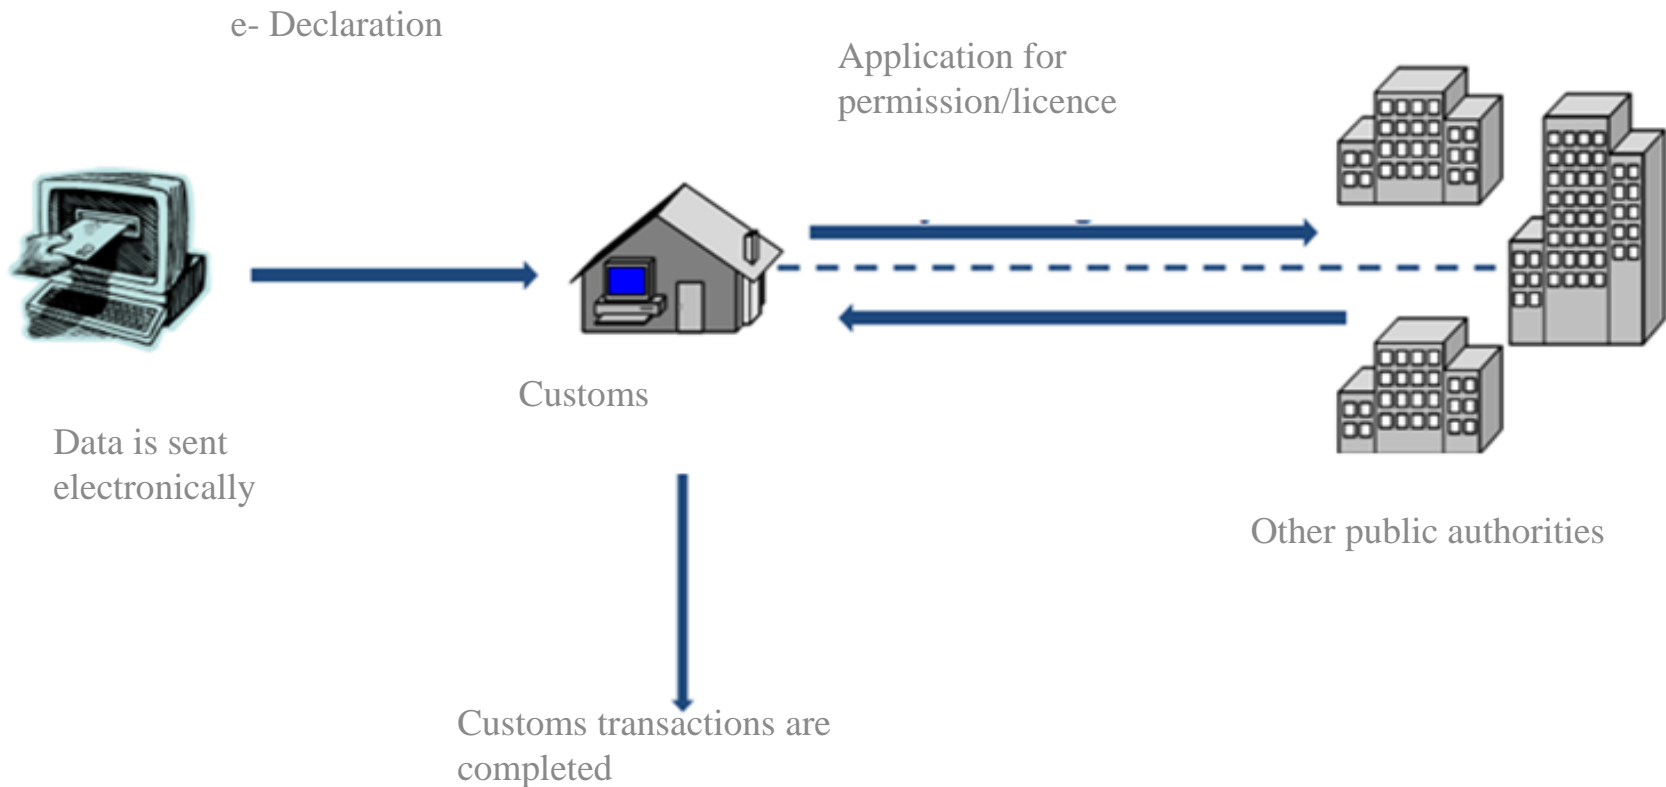 e- Declaration
Application for
permission/licence
Customs
Data is sent
electronically
Other public authorities
Customs transactions are
completed